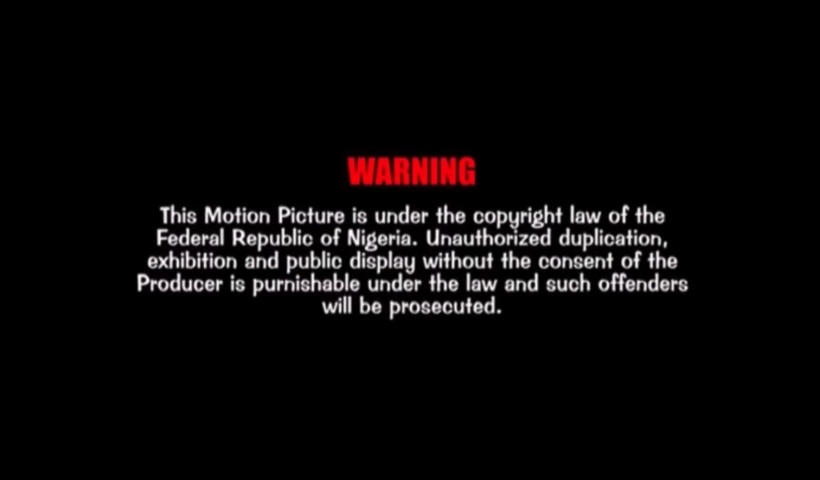 WARNING
This Motion Picture is under the copyright law of the
Federal Republic of Nigeria. Unauthorized duplication,
exhibition and public display without the consent of the
Producer is purnishable under the law and such offenders
will be prosecuted.